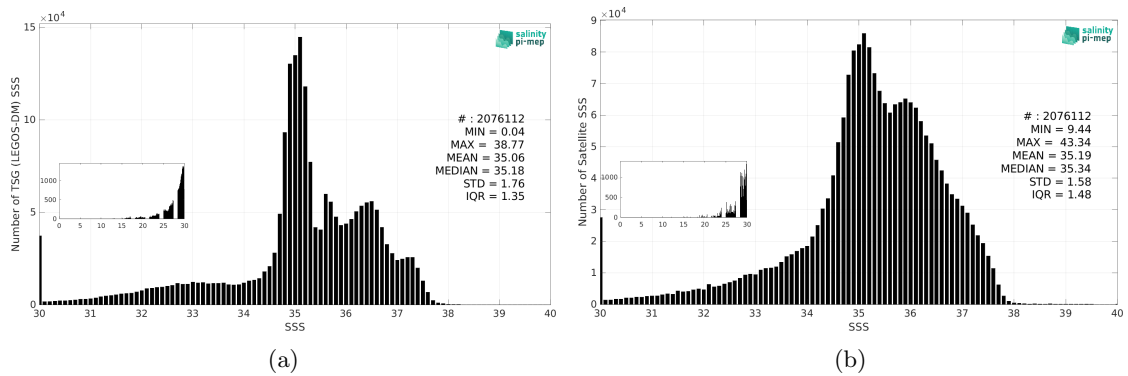 ×10⁴
15
10
5
0
Number of TSG (LEGOS-DM) SSS
salinity
pi-mep
# : 2076112
MIN = 0.04
MAX = 38.77
MEAN = 35.06
MEDIAN = 35.18
STD = 1.76
IQR = 1.35
1000
500
0
0 5 10 15 20 25 30
30 31 32 33 34 35 36 37 38 39 40
SSS
(a)
×10⁴
9
8
7
6
5
4
3
2
1
0
Number of Satellite SSS
salinity
pi-mep
# : 2076112
MIN = 9.44
MAX = 43.34
MEAN = 35.19
MEDIAN = 35.34
STD = 1.58
IQR = 1.48
1000
500
0
0 5 10 15 20 25 30
30 31 32 33 34 35 36 37 38 39 40
SSS
(b)